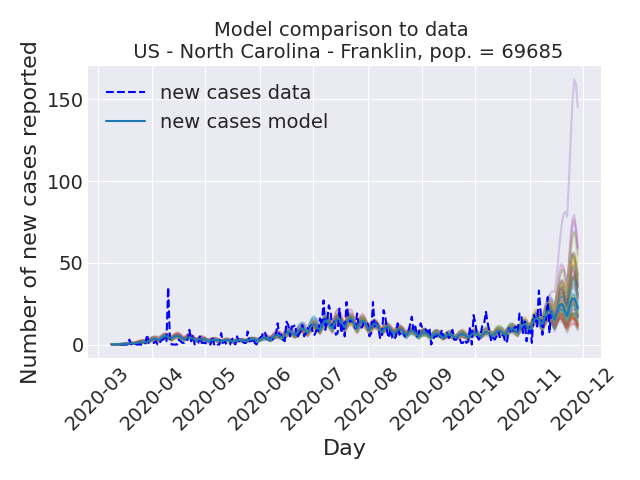 Model comparison to data
US - North Carolina - Franklin, pop. = 69685
Number of new cases reported
150
100
50
0
new cases data
new cases model
2020-03
2020-04
2020-05
2020-06
2020-07
2020-08
2020-09
2020-10
2020-11
2020-12
Day